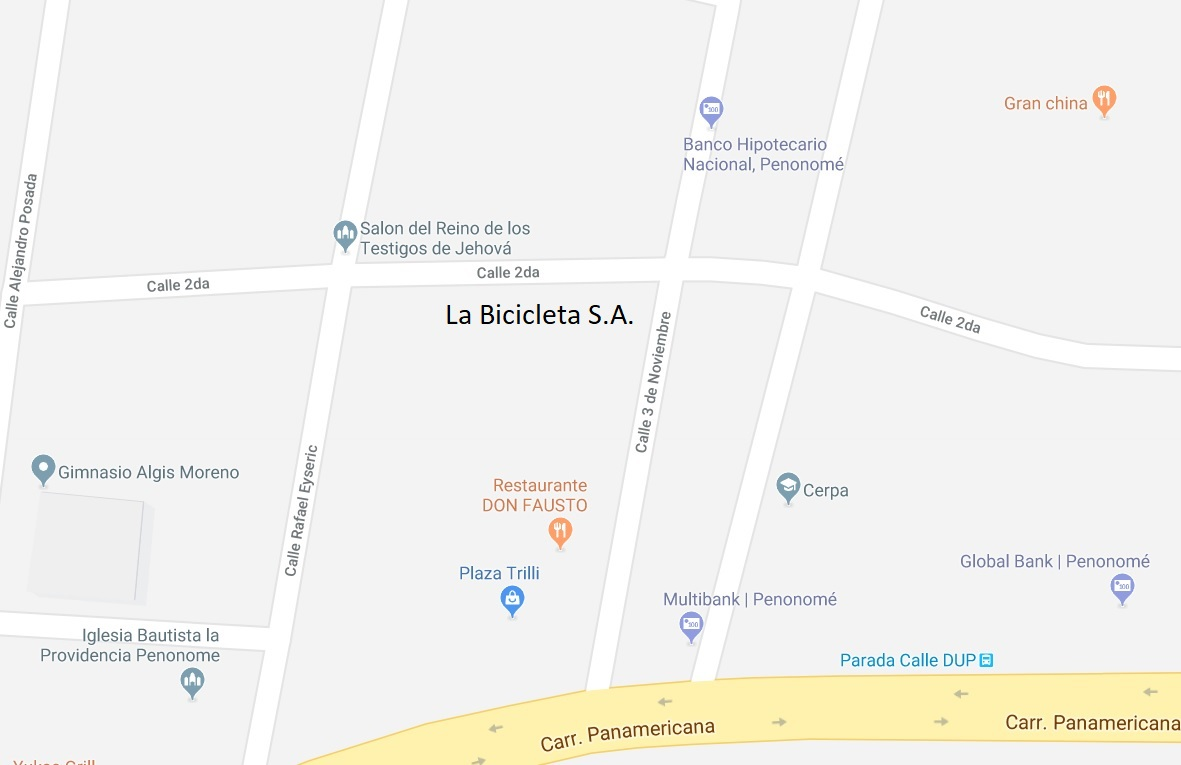 Gran china
Banco Hipotecario
Nacional, Penonomé
Calle Alejandro Posada
Salon del Reino de los
Testigos de Jehová
Calle 2da
Calle 2da
La Bicicleta S.A.
Calle 2da
Calle 3 de Noviembre
Gimnasio Algis Moreno
Calle Rafael Eyseric
Restaurante
DON FAUSTO
Cerpa
Plaza Trilli
Global Bank | Penonomé
Multibank | Penonomé
Iglesia Bautista la
Providencia Penonome
Parada Calle DUP
Carr. Panamericana
Carr. Panamericana